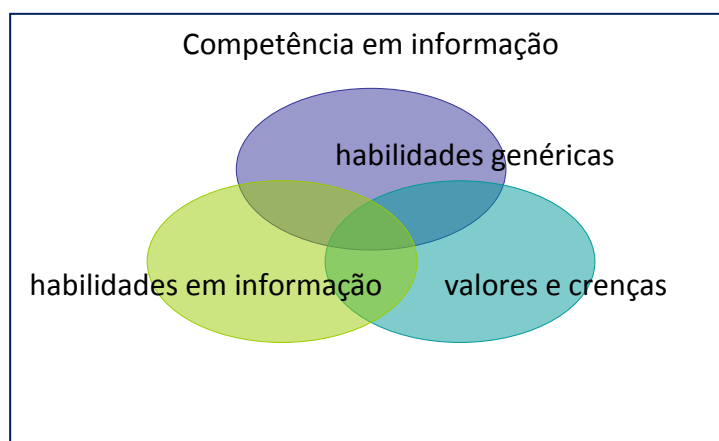 Competência em informação
habilidades genéricas
habilidades em informação
valores e crenças